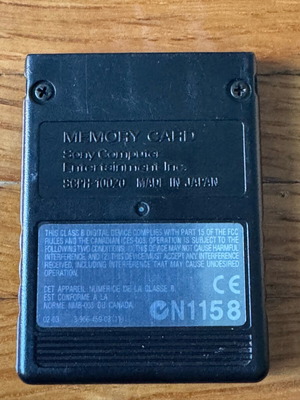 MEMORY CARD
Sony Computer
Entertainment Inc.
SCPH-10020 MADE IN JAPAN
THIS CLASS B DIGITAL DEVICE COMPLIES WITH PART 15 OF THE FCC
RULES AND THE CANADIAN ICES-003. OPERATION IS SUBJECT TO THE
FOLLOWING TWO CONDITIONS: (1) THIS DEVICE MAY NOT CAUSE HARMFUL
INTERFERENCE, AND (2) THIS DEVICE MUST ACCEPT ANY INTERFERENCE
RECEIVED, INCLUDING INTERFERENCE THAT MAY CAUSE UNDESIRED
OPERATION.
CET APPAREIL NUMERIQUE DE LA CLASSE B
EST CONFORME A LA
NORME NMB-003 DU CANADA.
CE
N1158